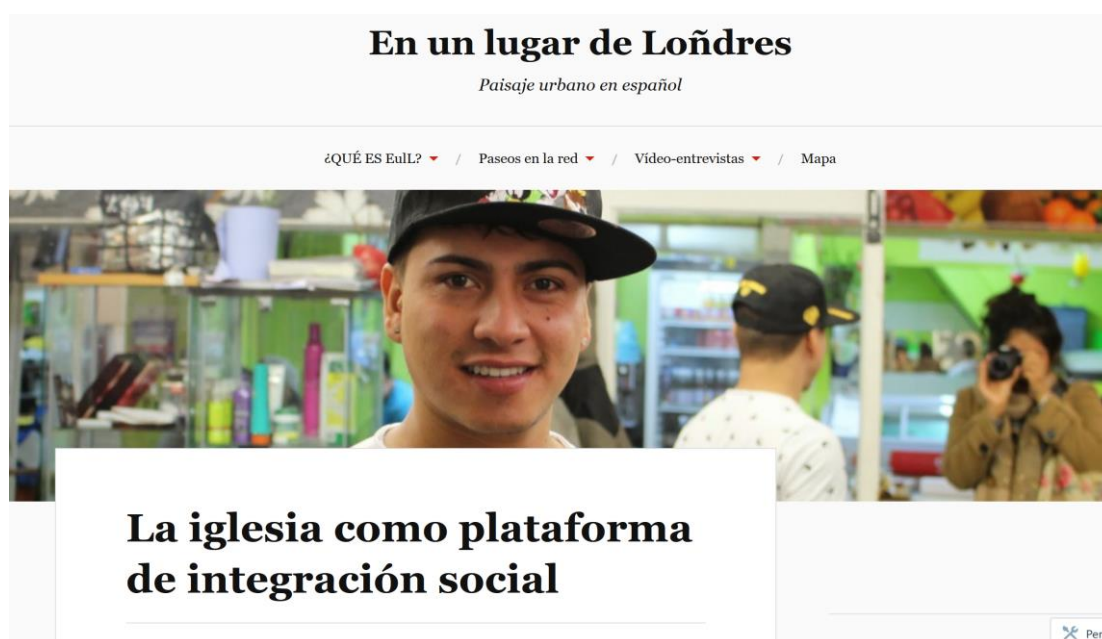 En un lugar de Loñdres
Paisaje urbano en español
¿QUÉ ES EulL? / Paseos en la red / Vídeo-entrevistas / Mapa
La iglesia como plataforma
de integración social
Per